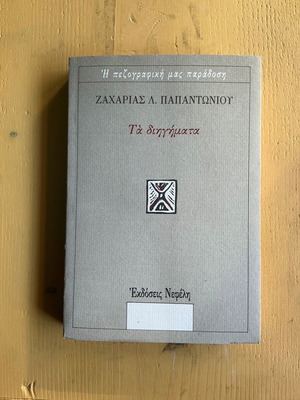 Ἡ πεζογραφική μας παράδοση
ΖΑΧΑΡΙΑΣ Λ. ΠΑΠΑΝΤΩΝΙΟΥ
Τὰ διηγήματα
Ἐκδόσεις Νεφέλη